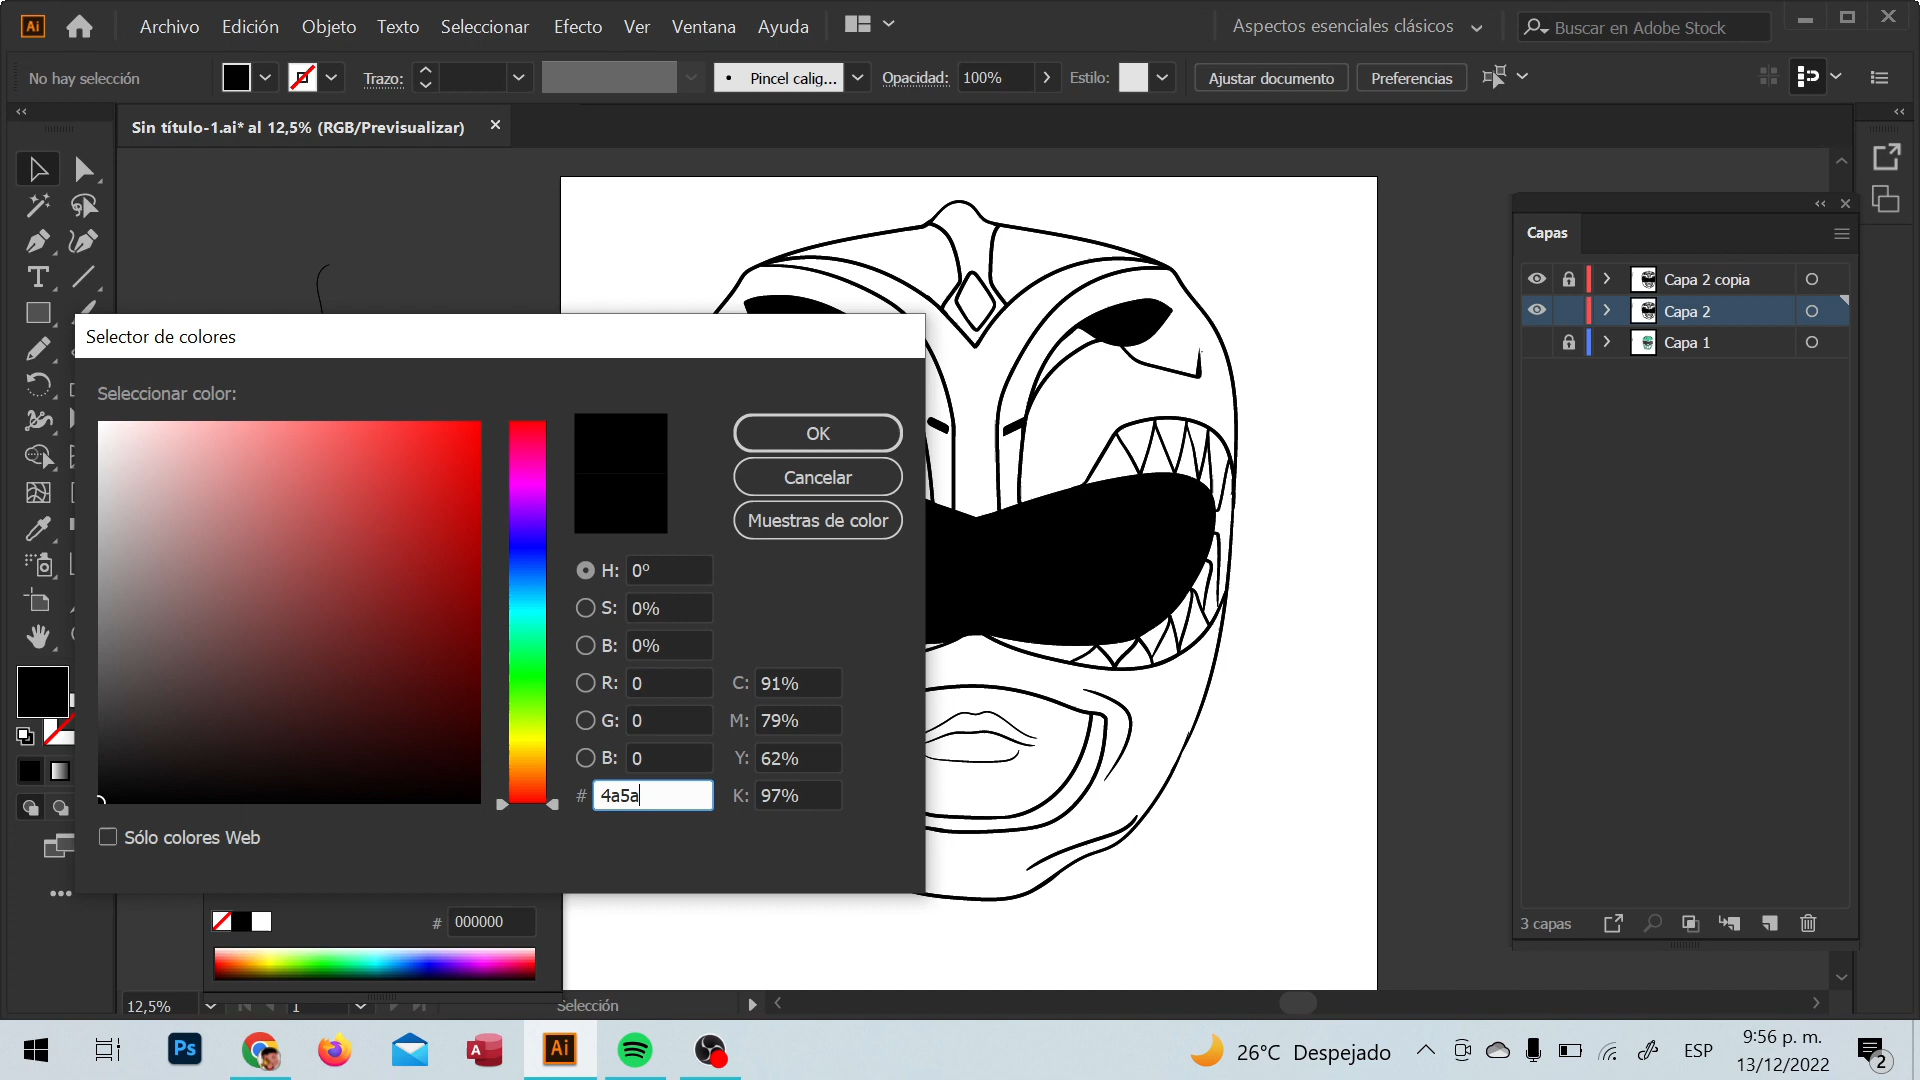 Ai
Archivo Edición Objeto Texto Seleccionar Efecto Ver Ventana Ayuda
Aspectos esenciales clásicos
Buscar en Adobe Stock
No hay selección
Trazo:
Pincel calig...
Opacidad: 100%
Estilo:
Ajustar documento
Preferencias
Sin título-1.ai* al 12,5% (RGB/Previsualizar)
Capas
Capa 2 copia
Capa 2
Capa 1
3 capas
Selector de colores
Seleccionar color:
OK
Cancelar
Muestras de color
H: 0º
S: 0%
B: 0%
R: 0 C: 91%
G: 0 M: 79%
B: 0 Y: 62%
# 4a5a K: 97%
Sólo colores Web
# 000000
12,5% 1 Selección
Ps A Ai
26°C Despejado
ESP
9:56 p. m.
13/12/2022
2